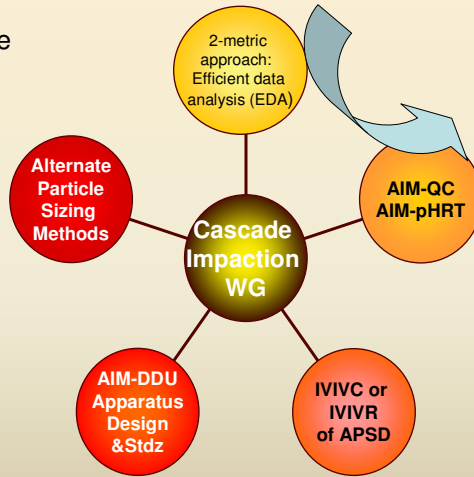 e
2-metric
approach:
Efficient data
analysis (EDA)
Alternate
Particle
Sizing
Methods
AIM-QC
AIM-pHRT
Cascade
Impaction
WG
AIM-DDU
Apparatus
Design
&Stdz
IVIVC or
IVIVR
of APSD